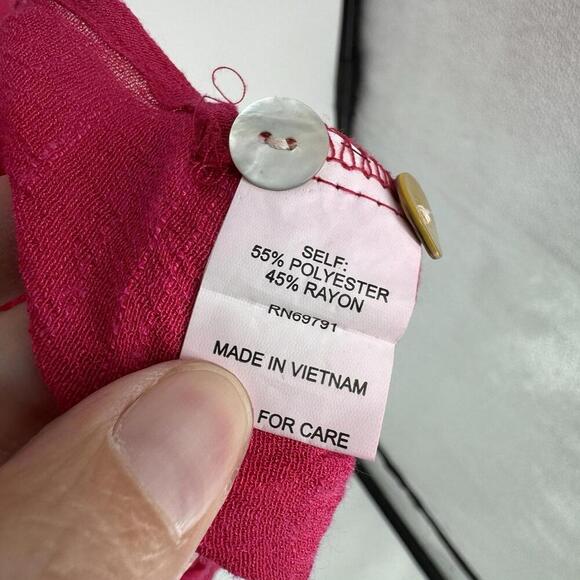 SELF:
55% POLYESTER
45% RAYON
RN69791
MADE IN VIETNAM
FOR CARE